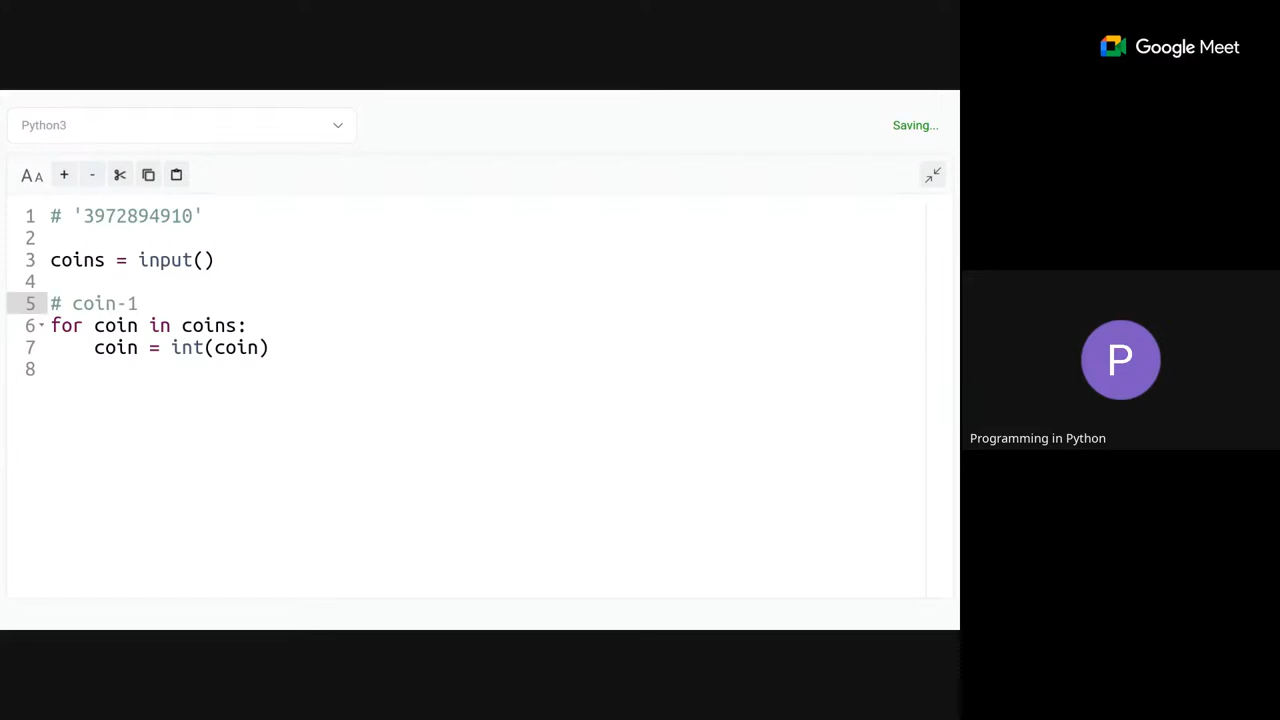 Google Meet
Python3
Saving...
AA + -
1 # '3972894910'
2
3 coins = input()
4
5 # coin-1
6 for coin in coins:
7     coin = int(coin)
8
P
Programming in Python